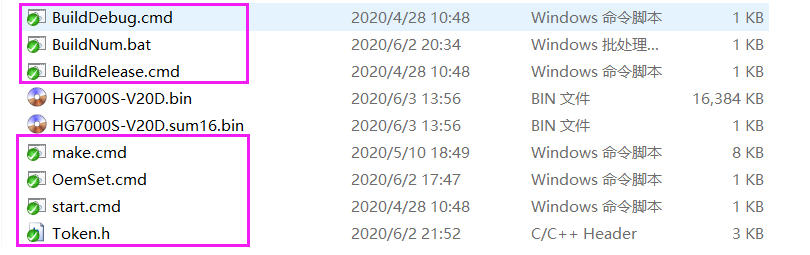 BuildDebug.cmd 2020/4/28 10:48 Windows 命令脚本 1 KB
BuildNum.bat 2020/6/2 20:34 Windows 批处理... 1 KB
BuildRelease.cmd 2020/4/28 10:48 Windows 命令脚本 1 KB
HG7000S-V20D.bin 2020/6/3 13:56 BIN 文件 16,384 KB
HG7000S-V20D.sum16.bin 2020/6/3 13:56 BIN 文件 1 KB
make.cmd 2020/5/10 18:49 Windows 命令脚本 8 KB
OemSet.cmd 2020/6/2 17:47 Windows 命令脚本 1 KB
start.cmd 2020/4/28 10:48 Windows 命令脚本 1 KB
Token.h 2020/6/2 21:52 C/C++ Header 3 KB